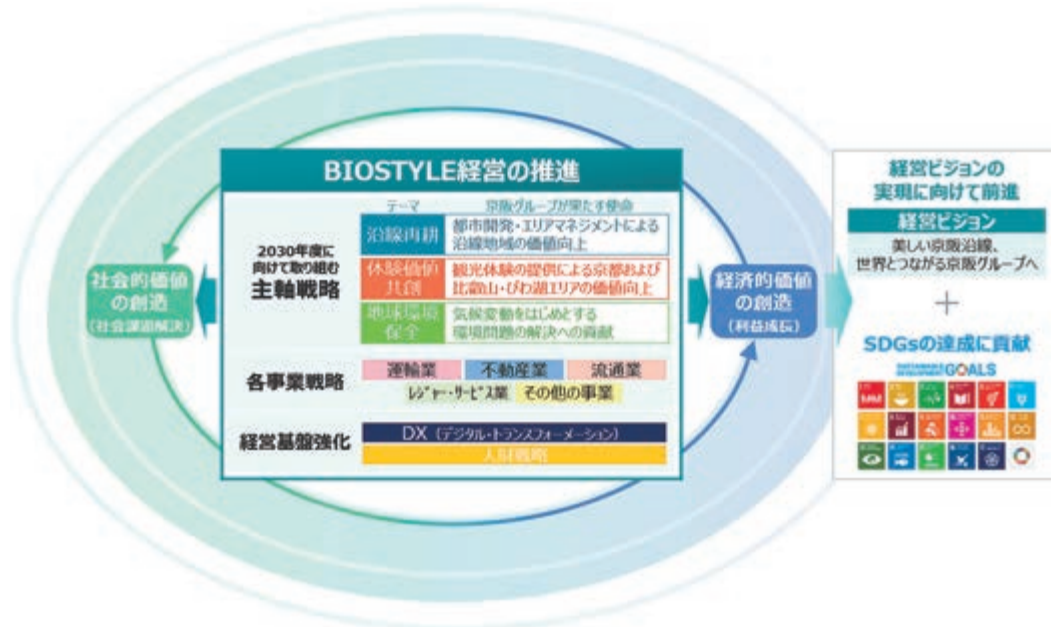 BIOSTYLE経営の推進
テーマ
京阪グループが果たす使命
2030年度に
向けて取り組む
主軸戦略
沿線再耕
都市開発・エリアマネジメントによる
沿線地域の価値向上
体験価値
共創
観光体験の提供による京都および
比叡山・びわ湖エリアの価値向上
地球環境
保全
気候変動をはじめとする
環境問題の解決への貢献
各事業戦略
運輸業
不動産業
流通業
レジャー・サービス業
その他の事業
経営基盤強化
DX（デジタル・トランスフォーメーション）
人財戦略
社会的価値
の創造
（社会課題解決）
経済的価値
の創造
（利益成長）
経営ビジョンの
実現に向けて前進
経営ビジョン
美しい京阪沿線、
世界とつながる京阪グループへ
+
SDGsの達成に貢献
SUSTAINABLE
DEVELOPMENT GOALS